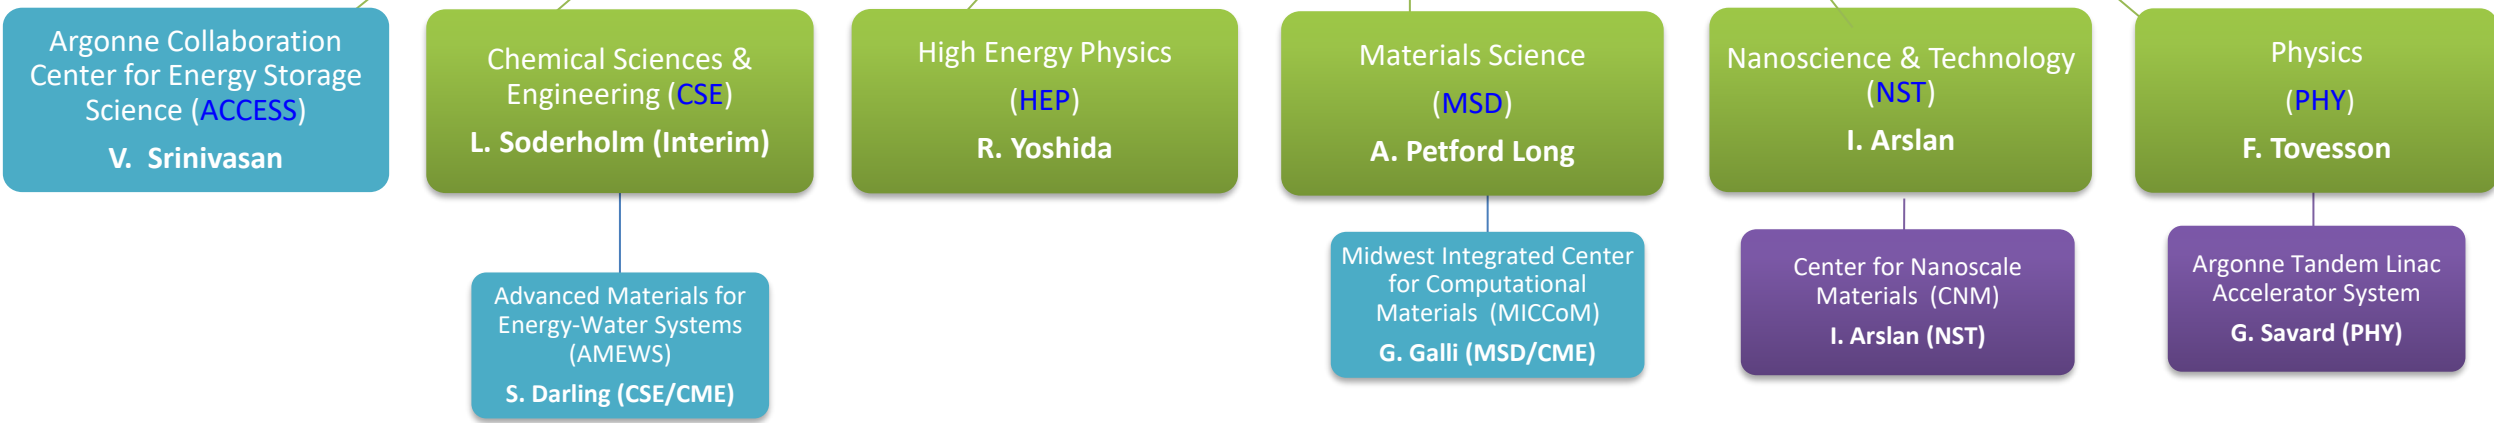 Argonne Collaboration
Center for Energy Storage
Science (ACCESS)
V. Srinivasan
Chemical Sciences &
Engineering (CSE)
L. Soderholm (Interim)
High Energy Physics
(HEP)
R. Yoshida
Materials Science
(MSD)
A. Petford Long
Nanoscience & Technology
(NST)
I. Arslan
Physics
(PHY)
F. Tovesson
Advanced Materials for
Energy-Water Systems
(AMEWS)
S. Darling (CSE/CME)
Midwest Integrated Center
for Computational
Materials (MICCoM)
G. Galli (MSD/CME)
Center for Nanoscale
Materials (CNM)
I. Arslan (NST)
Argonne Tandem Linac
Accelerator System
G. Savard (PHY)